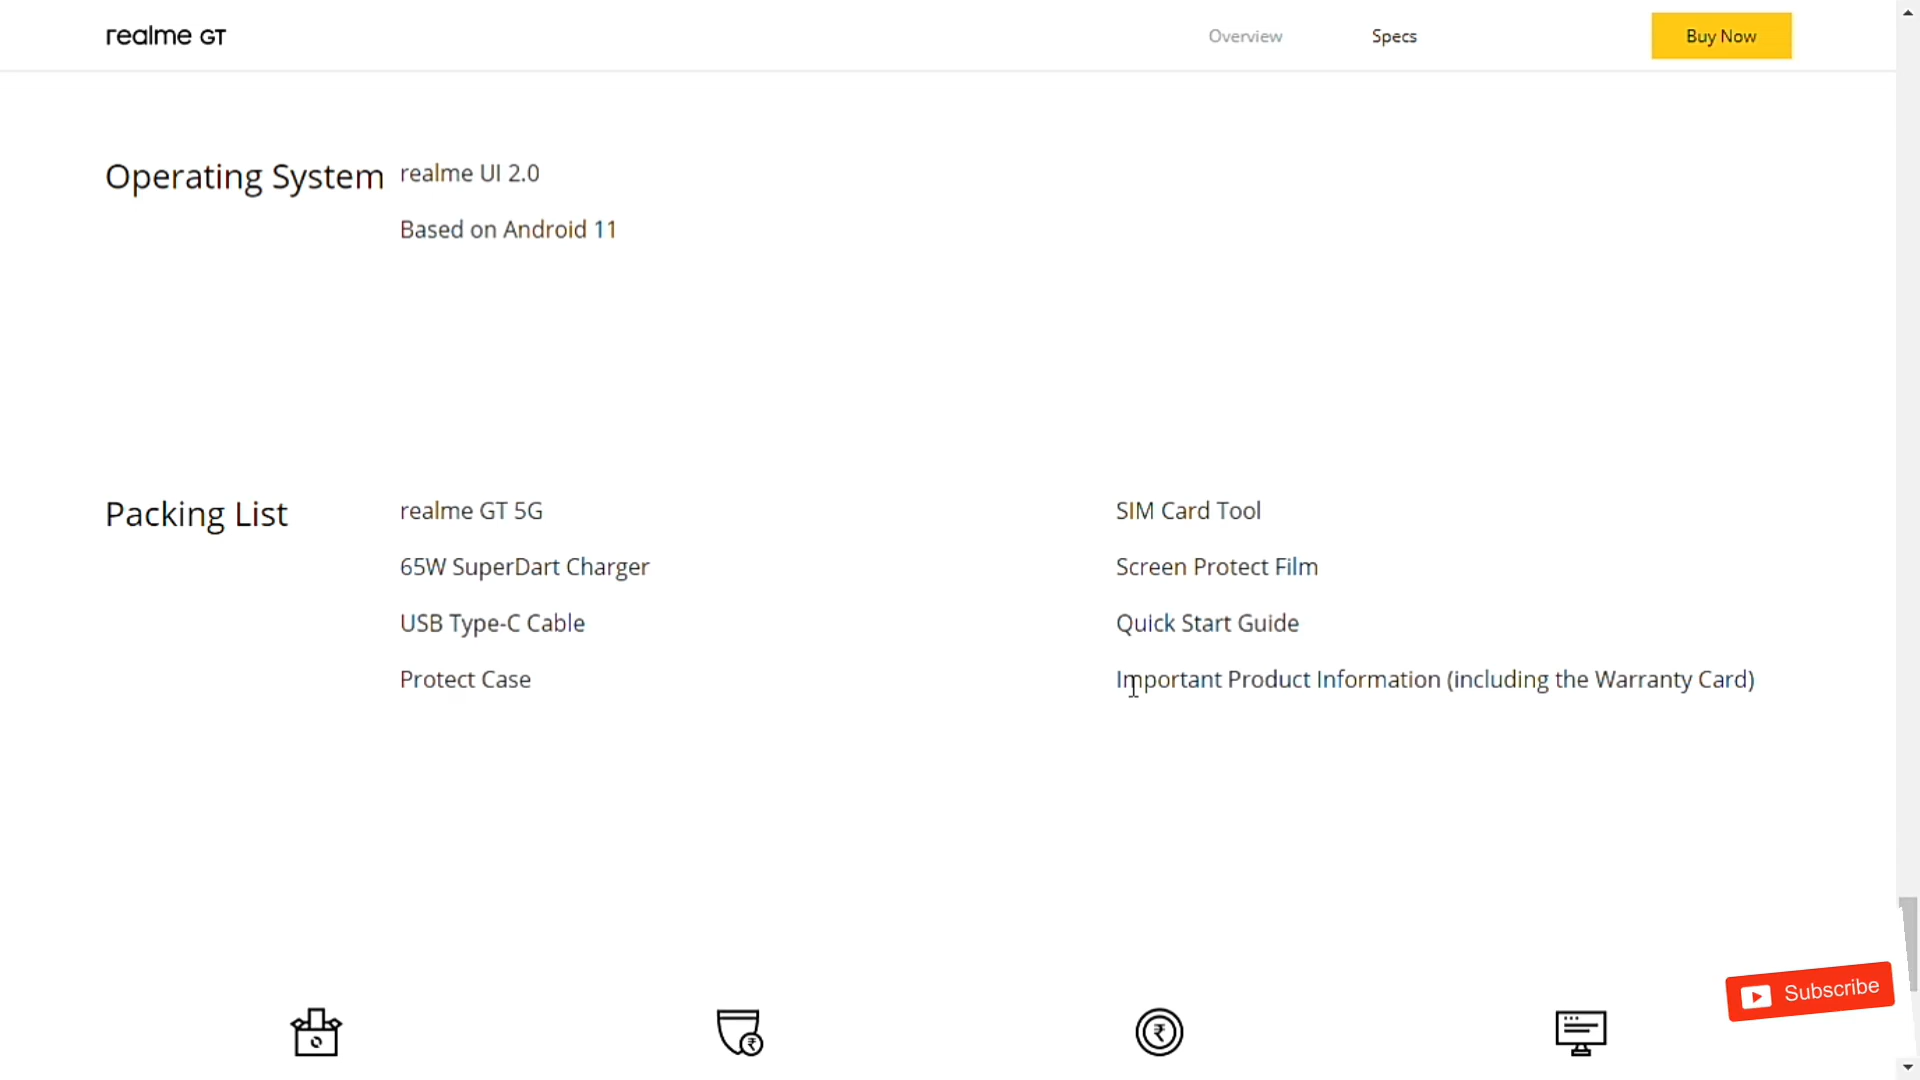 realme GT
Overview
Specs
Buy Now
Operating System
realme UI 2.0
Based on Android 11
Packing List
realme GT 5G
SIM Card Tool
65W SuperDart Charger
Screen Protect Film
USB Type-C Cable
Quick Start Guide
Protect Case
Important Product Information (including the Warranty Card)
₹
₹
Subscribe